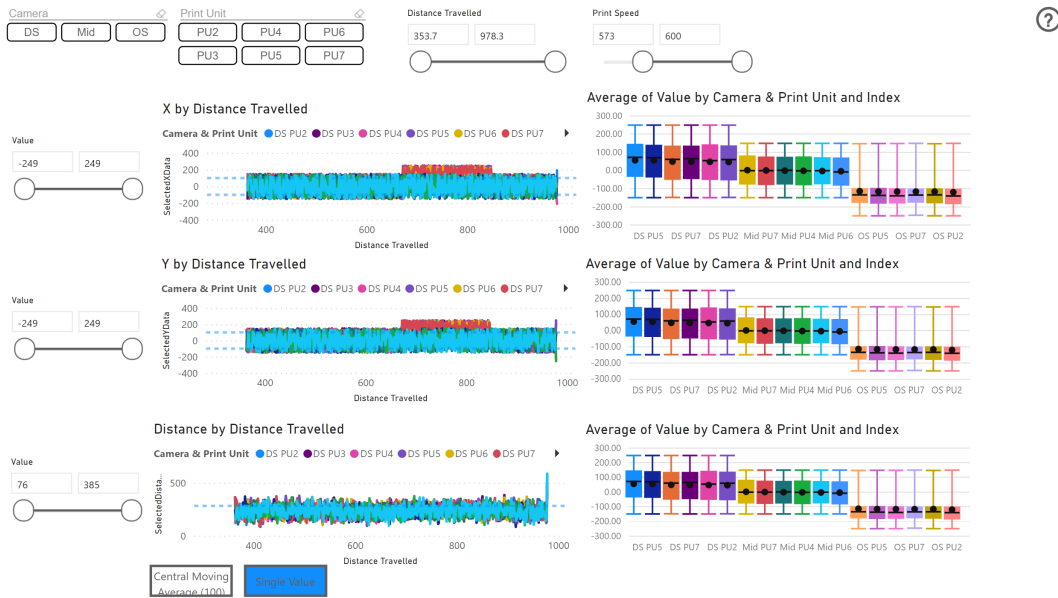 Camera
Print Unit
Distance Travelled
Print Speed
DS
Mid
OS
PU2
PU4
PU6
353.7
978.3
573
600
PU3
PU5
PU7
X by Distance Travelled
Camera & Print Unit DS PU2 DS PU3 DS PU4 DS PU5 DS PU6 DS PU7
Value
-249
249
SelectedXData
400
200
0
-200
-400
400
600
800
1000
Distance Travelled
Average of Value by Camera & Print Unit and Index
300.00
200.00
100.00
0.00
-100.00
-200.00
-300.00
DS PU5 DS PU7 DS PU2 Mid PU7 Mid PU4 Mid PU6 OS PU5 OS PU7 OS PU2
Y by Distance Travelled
Camera & Print Unit DS PU2 DS PU3 DS PU4 DS PU5 DS PU6 DS PU7
Value
-249
249
SelectedYData
400
200
0
-200
-400
400
600
800
1000
Distance Travelled
Average of Value by Camera & Print Unit and Index
300.00
200.00
100.00
0.00
-100.00
-200.00
-300.00
DS PU5 DS PU7 DS PU2 Mid PU7 Mid PU4 Mid PU6 OS PU5 OS PU7 OS PU2
Distance by Distance Travelled
Camera & Print Unit DS PU2 DS PU3 DS PU4 DS PU5 DS PU6 DS PU7
Value
76
385
SelectedDista...
500
0
400
600
800
1000
Distance Travelled
Average of Value by Camera & Print Unit and Index
300.00
200.00
100.00
0.00
-100.00
-200.00
-300.00
DS PU5 DS PU7 DS PU2 Mid PU7 Mid PU4 Mid PU6 OS PU5 OS PU7 OS PU2
Central Moving
Average (100)
Single Value